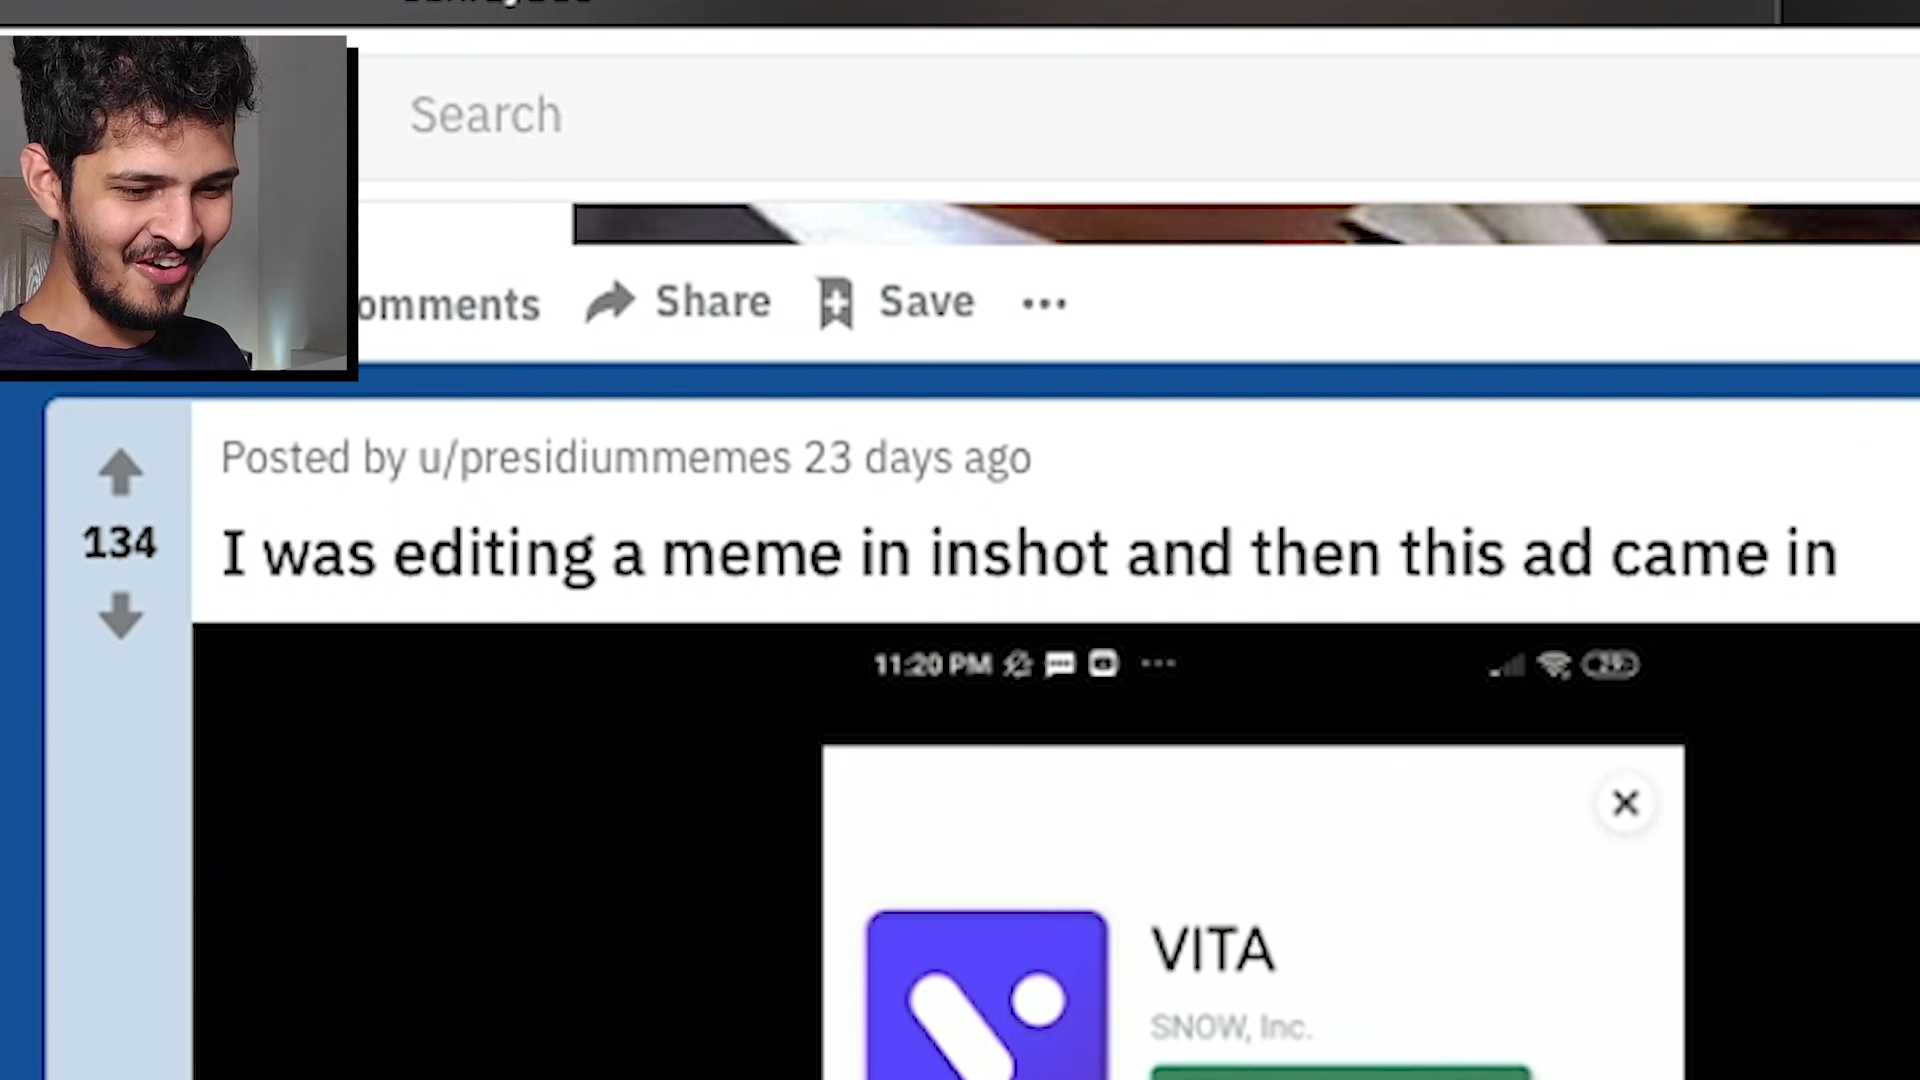 Search
omments Share Save
Posted by u/presidiummemes 23 days ago
134
I was editing a meme in inshot and then this ad came in
11:20 PM
VITA
SNOW, Inc.